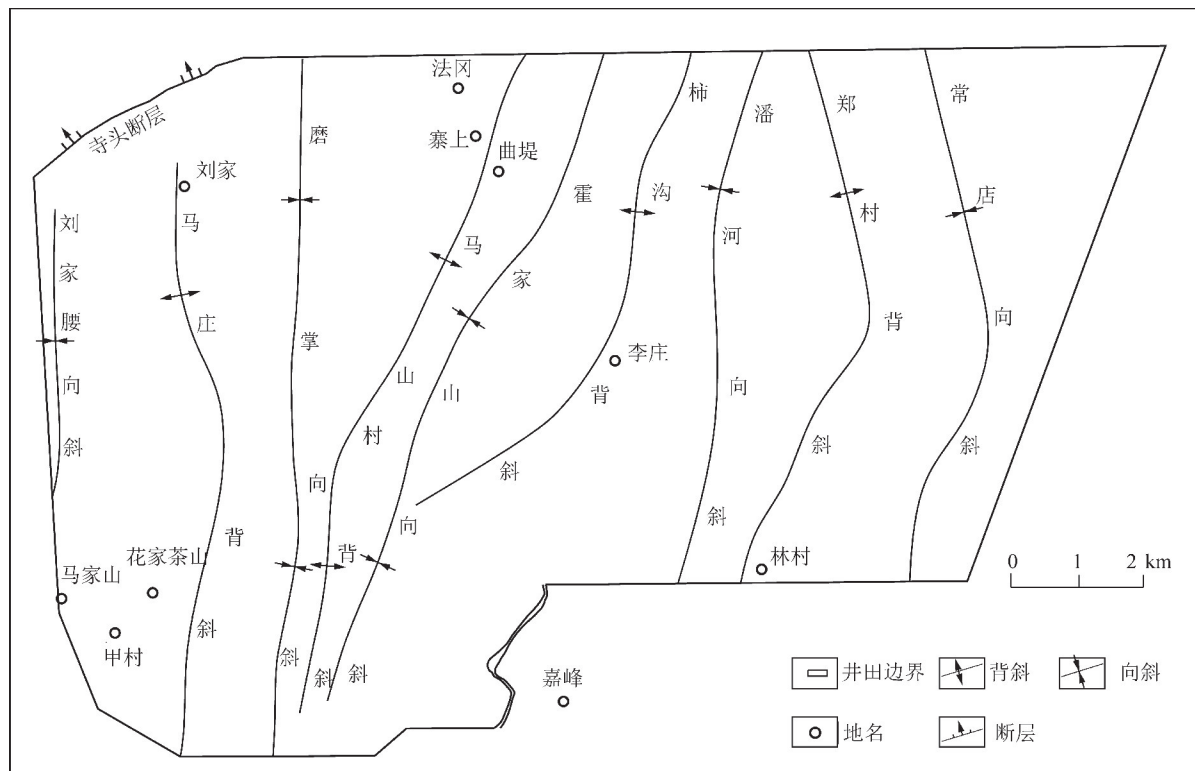 寺头断层
法冈
寨上
曲堤
刘家
刘家腰向斜
马庄背斜
磨掌向斜
马山村背斜
霍家山向斜
柿沟背斜
潘河向斜
郑村背斜
常店向斜
李庄
花家茶山
马家山
甲村
林村
嘉峰
0 1 2 km
井田边界
背斜
向斜
地名
断层